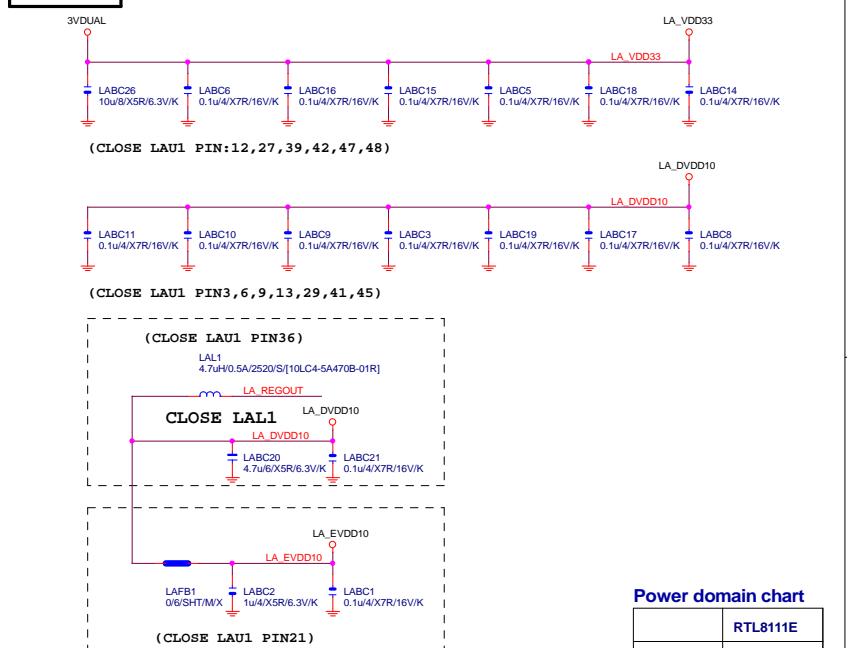 3VDUAL
LA_VDD33
LA_VDD33
LABC26
10u/8/X5R/6.3V/K
LABC6
0.1u/4/X7R/16V/K
LABC16
0.1u/4/X7R/16V/K
LABC15
0.1u/4/X7R/16V/K
LABC5
0.1u/4/X7R/16V/K
LABC18
0.1u/4/X7R/16V/K
LABC14
0.1u/4/X7R/16V/K
(CLOSE LAU1 PIN:12,27,39,42,47,48)
LA_DVDD10
LA_DVDD10
LABC11
0.1u/4/X7R/16V/K
LABC10
0.1u/4/X7R/16V/K
LABC9
0.1u/4/X7R/16V/K
LABC3
0.1u/4/X7R/16V/K
LABC19
0.1u/4/X7R/16V/K
LABC17
0.1u/4/X7R/16V/K
LABC8
0.1u/4/X7R/16V/K
(CLOSE LAU1 PIN3,6,9,13,29,41,45)
(CLOSE LAU1 PIN36)
LAL1
4.7uH/0.5A/2520/S/[10LC4-5A470B-01R]
LA_REGOUT
CLOSE LAL1
LA_DVDD10
LA_DVDD10
LABC20
4.7u/6/X5R/6.3V/K
LABC21
0.1u/4/X7R/16V/K
LA_EVDD10
LA_EVDD10
LAFB1
0/6/SHT/M/X
LABC2
1u/4/X5R/6.3V/K
LABC1
0.1u/4/X7R/16V/K
(CLOSE LAU1 PIN21)
Power domain chart
RTL8111E